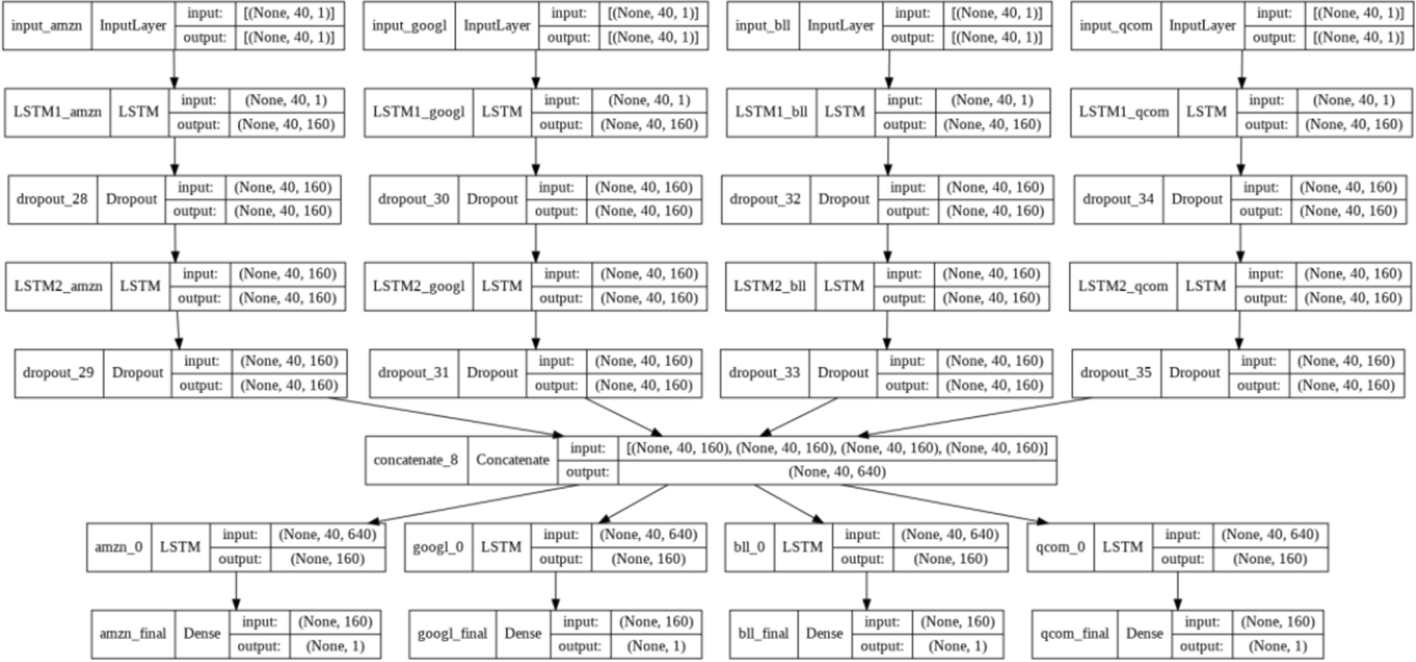 input_amzn InputLayer input: [(None, 40, 1)] output: [(None, 40, 1)]
input_googl InputLayer input: [(None, 40, 1)] output: [(None, 40, 1)]
input_bll InputLayer input: [(None, 40, 1)] output: [(None, 40, 1)]
input_qcom InputLayer input: [(None, 40, 1)] output: [(None, 40, 1)]
LSTM1_amzn LSTM input: (None, 40, 1) output: (None, 40, 160)
LSTM1_googl LSTM input: (None, 40, 1) output: (None, 40, 160)
LSTM1_bll LSTM input: (None, 40, 1) output: (None, 40, 160)
LSTM1_qcom LSTM input: (None, 40, 1) output: (None, 40, 160)
dropout_28 Dropout input: (None, 40, 160) output: (None, 40, 160)
dropout_30 Dropout input: (None, 40, 160) output: (None, 40, 160)
dropout_32 Dropout input: (None, 40, 160) output: (None, 40, 160)
dropout_34 Dropout input: (None, 40, 160) output: (None, 40, 160)
LSTM2_amzn LSTM input: (None, 40, 160) output: (None, 40, 160)
LSTM2_googl LSTM input: (None, 40, 160) output: (None, 40, 160)
LSTM2_bll LSTM input: (None, 40, 160) output: (None, 40, 160)
LSTM2_qcom LSTM input: (None, 40, 160) output: (None, 40, 160)
dropout_29 Dropout input: (None, 40, 160) output: (None, 40, 160)
dropout_31 Dropout input: (None, 40, 160) output: (None, 40, 160)
dropout_33 Dropout input: (None, 40, 160) output: (None, 40, 160)
dropout_35 Dropout input: (None, 40, 160) output: (None, 40, 160)
concatenate_8 Concatenate input: [(None, 40, 160), (None, 40, 160), (None, 40, 160), (None, 40, 160)] output: (None, 40, 640)
amzn_0 LSTM input: (None, 40, 640) output: (None, 160)
googl_0 LSTM input: (None, 40, 640) output: (None, 160)
bll_0 LSTM input: (None, 40, 640) output: (None, 160)
qcom_0 LSTM input: (None, 40, 640) output: (None, 160)
amzn_final Dense input: (None, 160) output: (None, 1)
googl_final Dense input: (None, 160) output: (None, 1)
bll_final Dense input: (None, 160) output: (None, 1)
qcom_final Dense input: (None, 160) output: (None, 1)